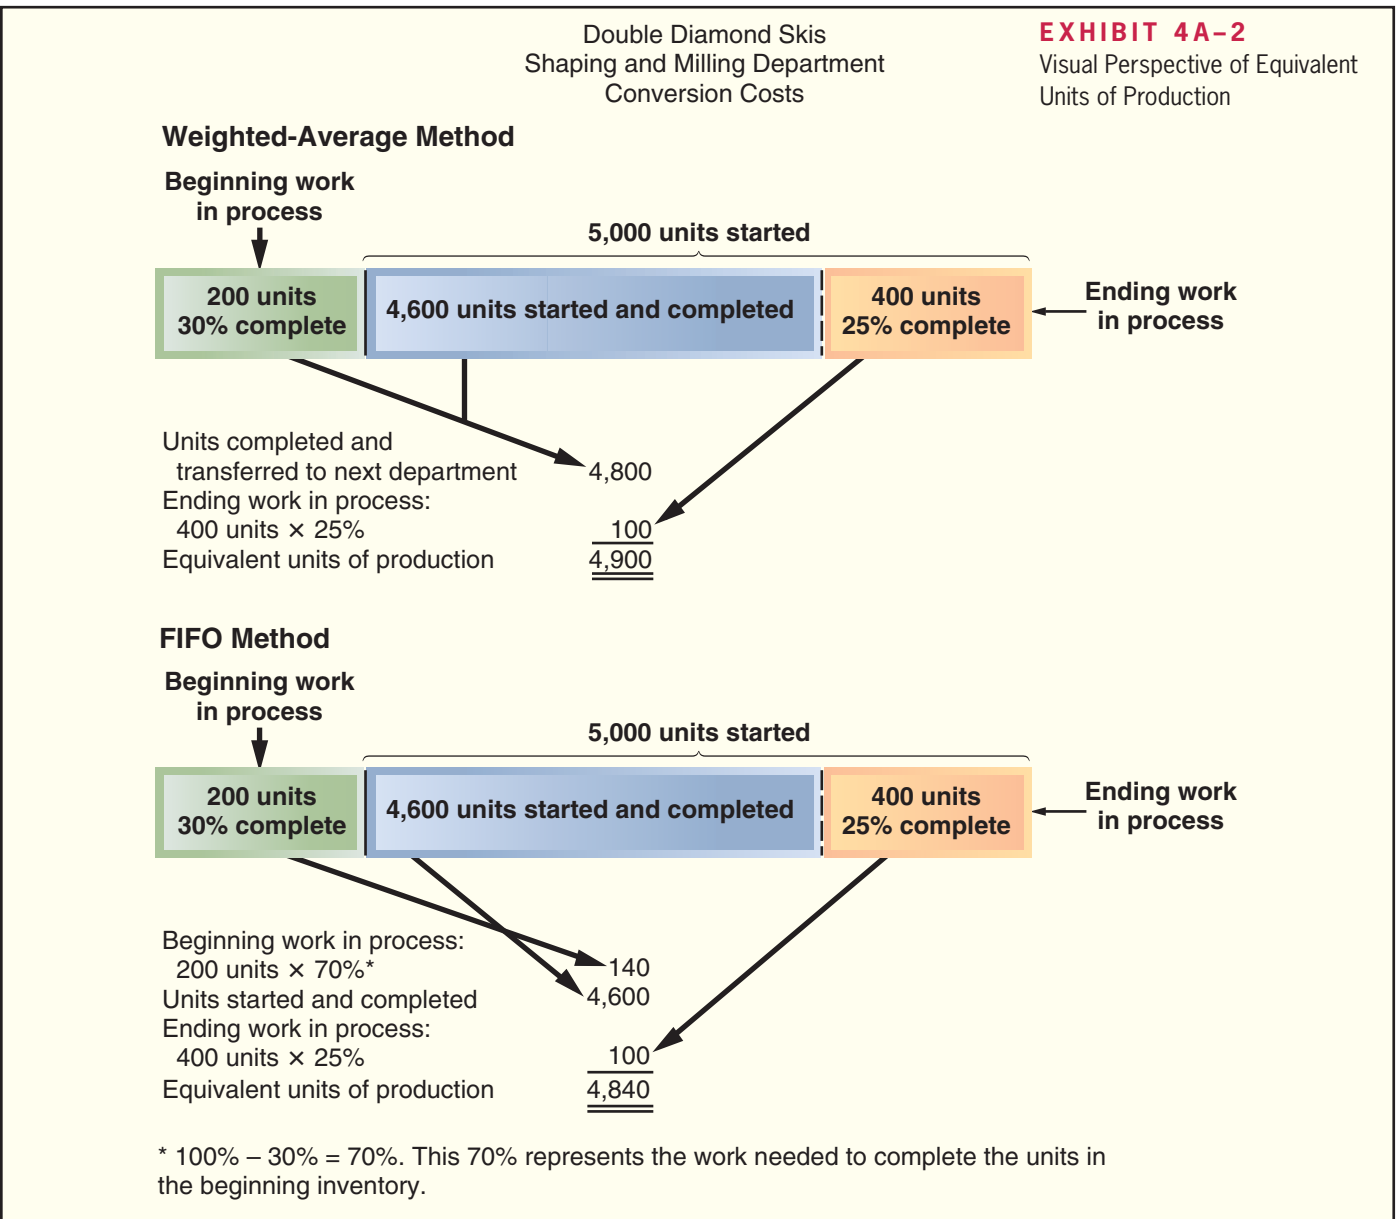 Double Diamond Skis
Shaping and Milling Department
Conversion Costs
EXHIBIT 4A–2
Visual Perspective of Equivalent
Units of Production
Weighted-Average Method
Beginning work
in process
5,000 units started
200 units
30% complete
4,600 units started and completed
400 units
25% complete
Ending work
in process
Units completed and
transferred to next department 4,800
Ending work in process:
400 units × 25% 100
Equivalent units of production 4,900
FIFO Method
Beginning work
in process
5,000 units started
200 units
30% complete
4,600 units started and completed
400 units
25% complete
Ending work
in process
Beginning work in process:
200 units × 70%* 140
Units started and completed 4,600
Ending work in process:
400 units × 25% 100
Equivalent units of production 4,840
* 100% – 30% = 70%. This 70% represents the work needed to complete the units in
the beginning inventory.